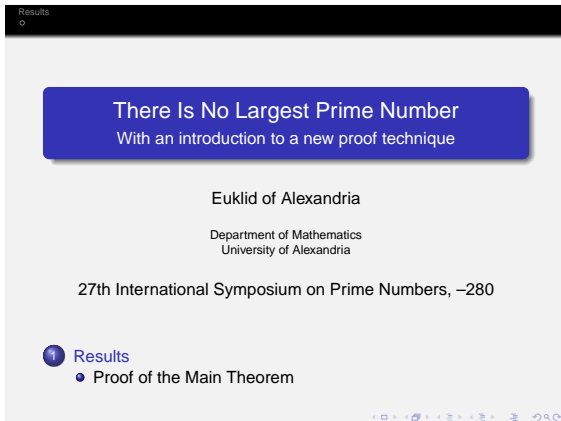 Results
There Is No Largest Prime Number
With an introduction to a new proof technique
Euklid of Alexandria
Department of Mathematics
University of Alexandria
27th International Symposium on Prime Numbers, –280
1 Results
Proof of the Main Theorem